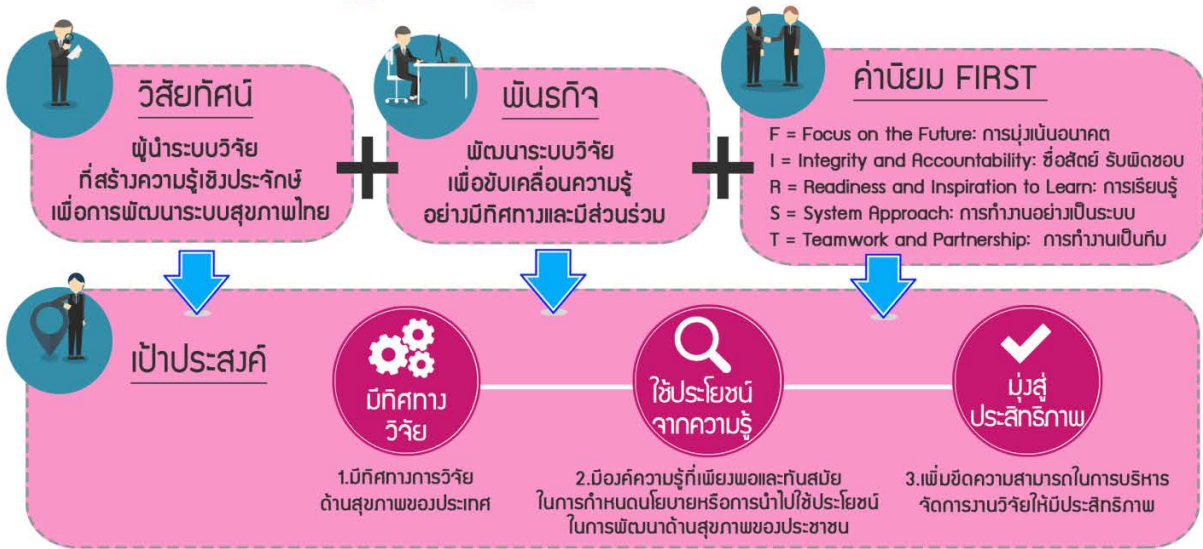 วิสัยทัศน์
ผู้นำระบบวิจัย
ที่สร้างความรู้เชิงประจักษ์
เพื่อการพัฒนาระบบสุขภาพไทย
พันธกิจ
พัฒนาระบบวิจัย
เพื่อขับเคลื่อนความรู้
อย่างมีทิศทางและมีส่วนร่วม
ค่านิยม FIRST
F = Focus on the Future: การมุ่งเน้นอนาคต
I = Integrity and Accountability: ซื่อสัตย์ รับผิดชอบ
R = Readiness and Inspiration to Learn: การเรียนรู้
S = System Approach: การทำงานอย่างเป็นระบบ
T = Teamwork and Partnership: การทำงานเป็นทีม
เป้าประสงค์
มีทิศทาง
วิจัย
1.มีทิศทางการวิจัย
ด้านสุขภาพของประเทศ
ใช้ประโยชน์
จากความรู้
2.มีองค์ความรู้ที่เพียงพอและทันสมัย
ในการกำหนดนโยบายหรือการนำไปใช้ประโยชน์
ในการพัฒนาด้านสุขภาพของประชาชน
มุ่งสู่
ประสิทธิภาพ
3.เพิ่มขีดความสามารถในการบริหาร
จัดการงานวิจัยให้มีประสิทธิภาพ